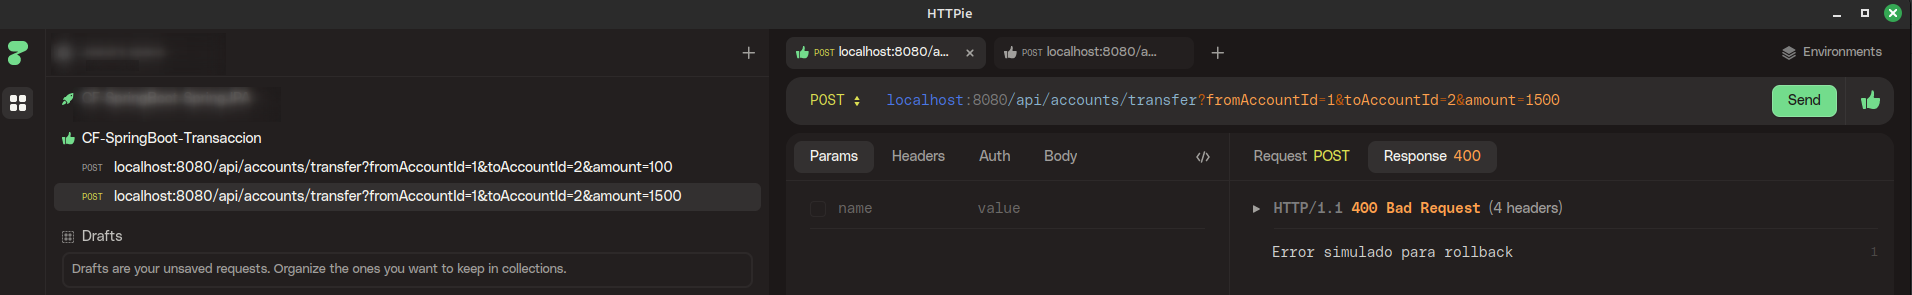 HTTPie
POST localhost:8080/a...
POST localhost:8080/a...
Environments
POST localhost:8080/api/accounts/transfer?fromAccountId=1&toAccountId=2&amount=1500
Send
CF-SpringBoot-Transaccion
POST localhost:8080/api/accounts/transfer?fromAccountId=1&toAccountId=2&amount=100
POST localhost:8080/api/accounts/transfer?fromAccountId=1&toAccountId=2&amount=1500
Drafts
Drafts are your unsaved requests. Organize the ones you want to keep in collections.
Params Headers Auth Body
name value
Request POST Response 400
HTTP/1.1 400 Bad Request (4 headers)
Error simulado para rollback 1